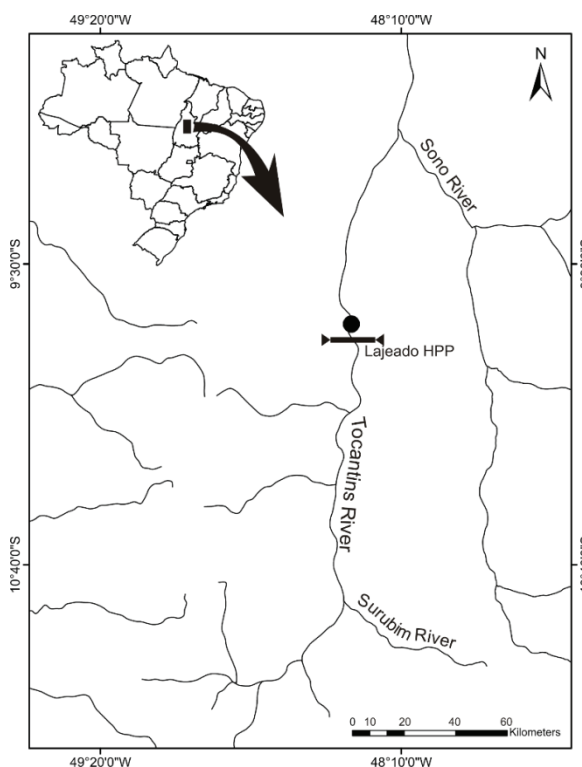 49°20'0"W
48°10'0"W
N
Sono River
9°30'0"S
Lajeado HPP
Tocantins River
10°40'0"S
Surubim River
0 10 20 40 60
Kilometers
49°20'0"W
48°10'0"W